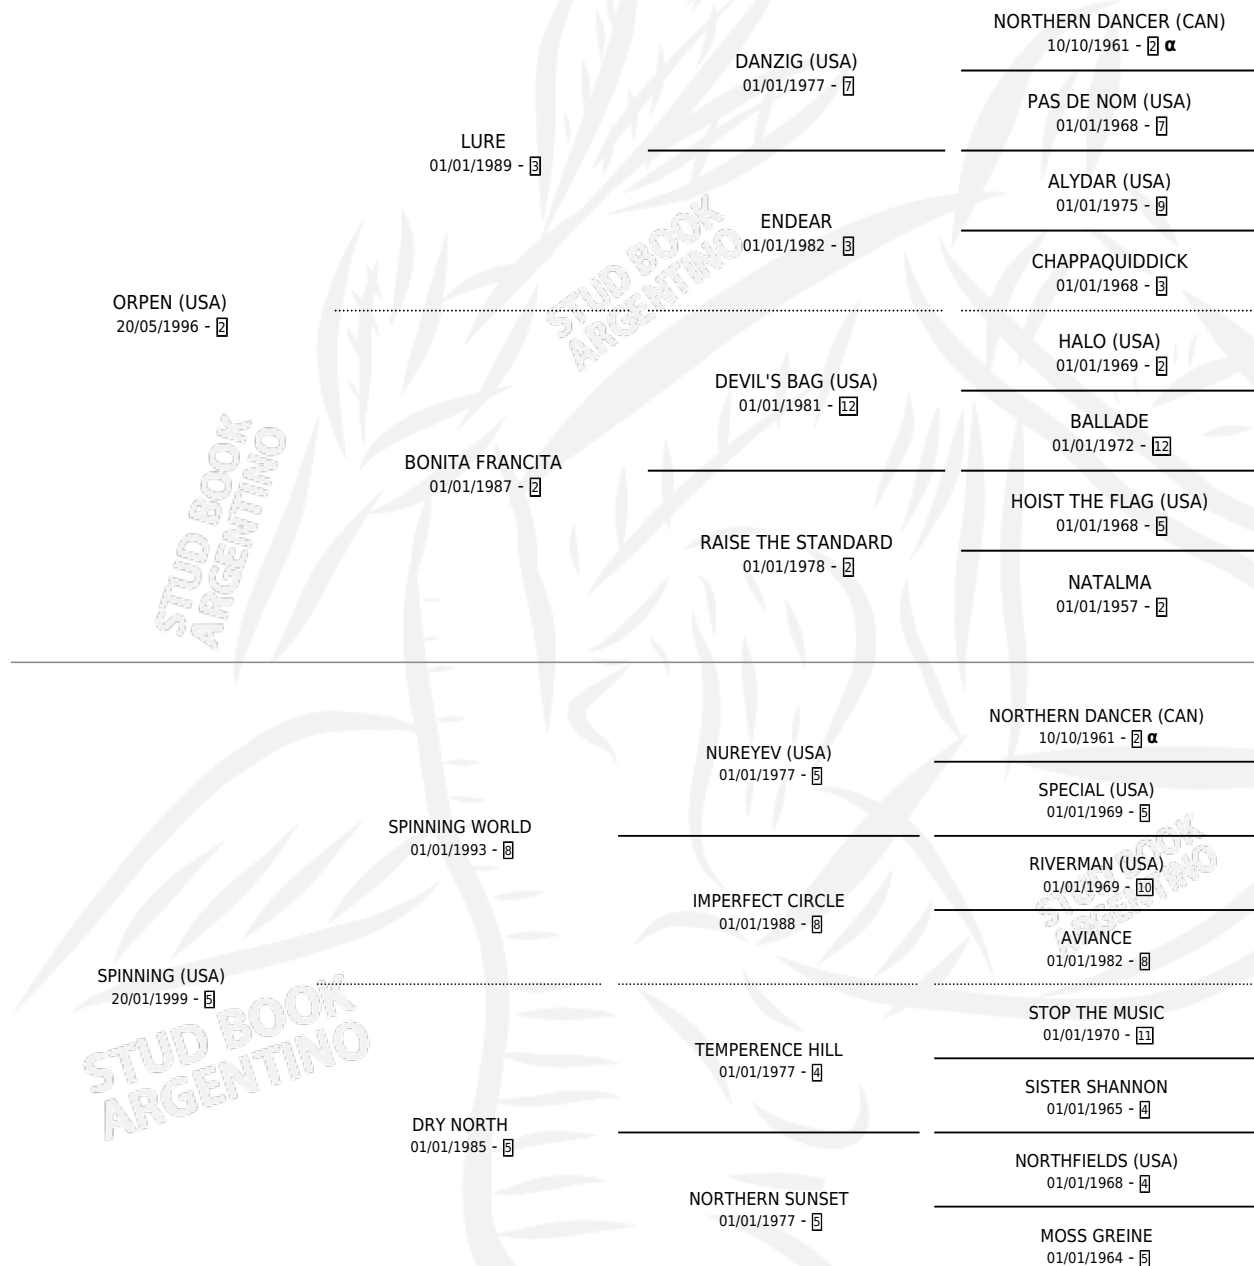 NORTHERN DANCER (CAN)
10/10/1961 - 2 α
DANZIG (USA)
01/01/1977 - 7
PAS DE NOM (USA)
01/01/1968 - 7
LURE
01/01/1989 - 3
ALYDAR (USA)
01/01/1975 - 9
ENDEAR
01/01/1982 - 3
CHAPPAQUIDDICK
01/01/1968 - 3
ORPEN (USA)
20/05/1996 - 2
HALO (USA)
01/01/1969 - 2
DEVIL'S BAG (USA)
01/01/1981 - 12
BALLADE
01/01/1972 - 12
BONITA FRANCITA
01/01/1987 - 2
HOIST THE FLAG (USA)
01/01/1968 - 5
RAISE THE STANDARD
01/01/1978 - 2
NATALMA
01/01/1957 - 2
NORTHERN DANCER (CAN)
10/10/1961 - 2 α
NUREYEV (USA)
01/01/1977 - 5
SPECIAL (USA)
01/01/1969 - 5
SPINNING WORLD
01/01/1993 - 8
RIVERMAN (USA)
01/01/1969 - 10
IMPERFECT CIRCLE
01/01/1988 - 8
AVIANCE
01/01/1982 - 8
SPINNING (USA)
20/01/1999 - 5
STOP THE MUSIC
01/01/1970 - 11
TEMPERENCE HILL
01/01/1977 - 4
SISTER SHANNON
01/01/1965 - 4
DRY NORTH
01/01/1985 - 5
NORTHFIELDS (USA)
01/01/1968 - 4
NORTHERN SUNSET
01/01/1977 - 5
MOSS GREINE
01/01/1964 - 5
STUD BOOK
ARGENTINO
STUD BOOK
ARGENTINO
STUD BOOK
ARGENTINO
STUD BOOK
ARGENTINO